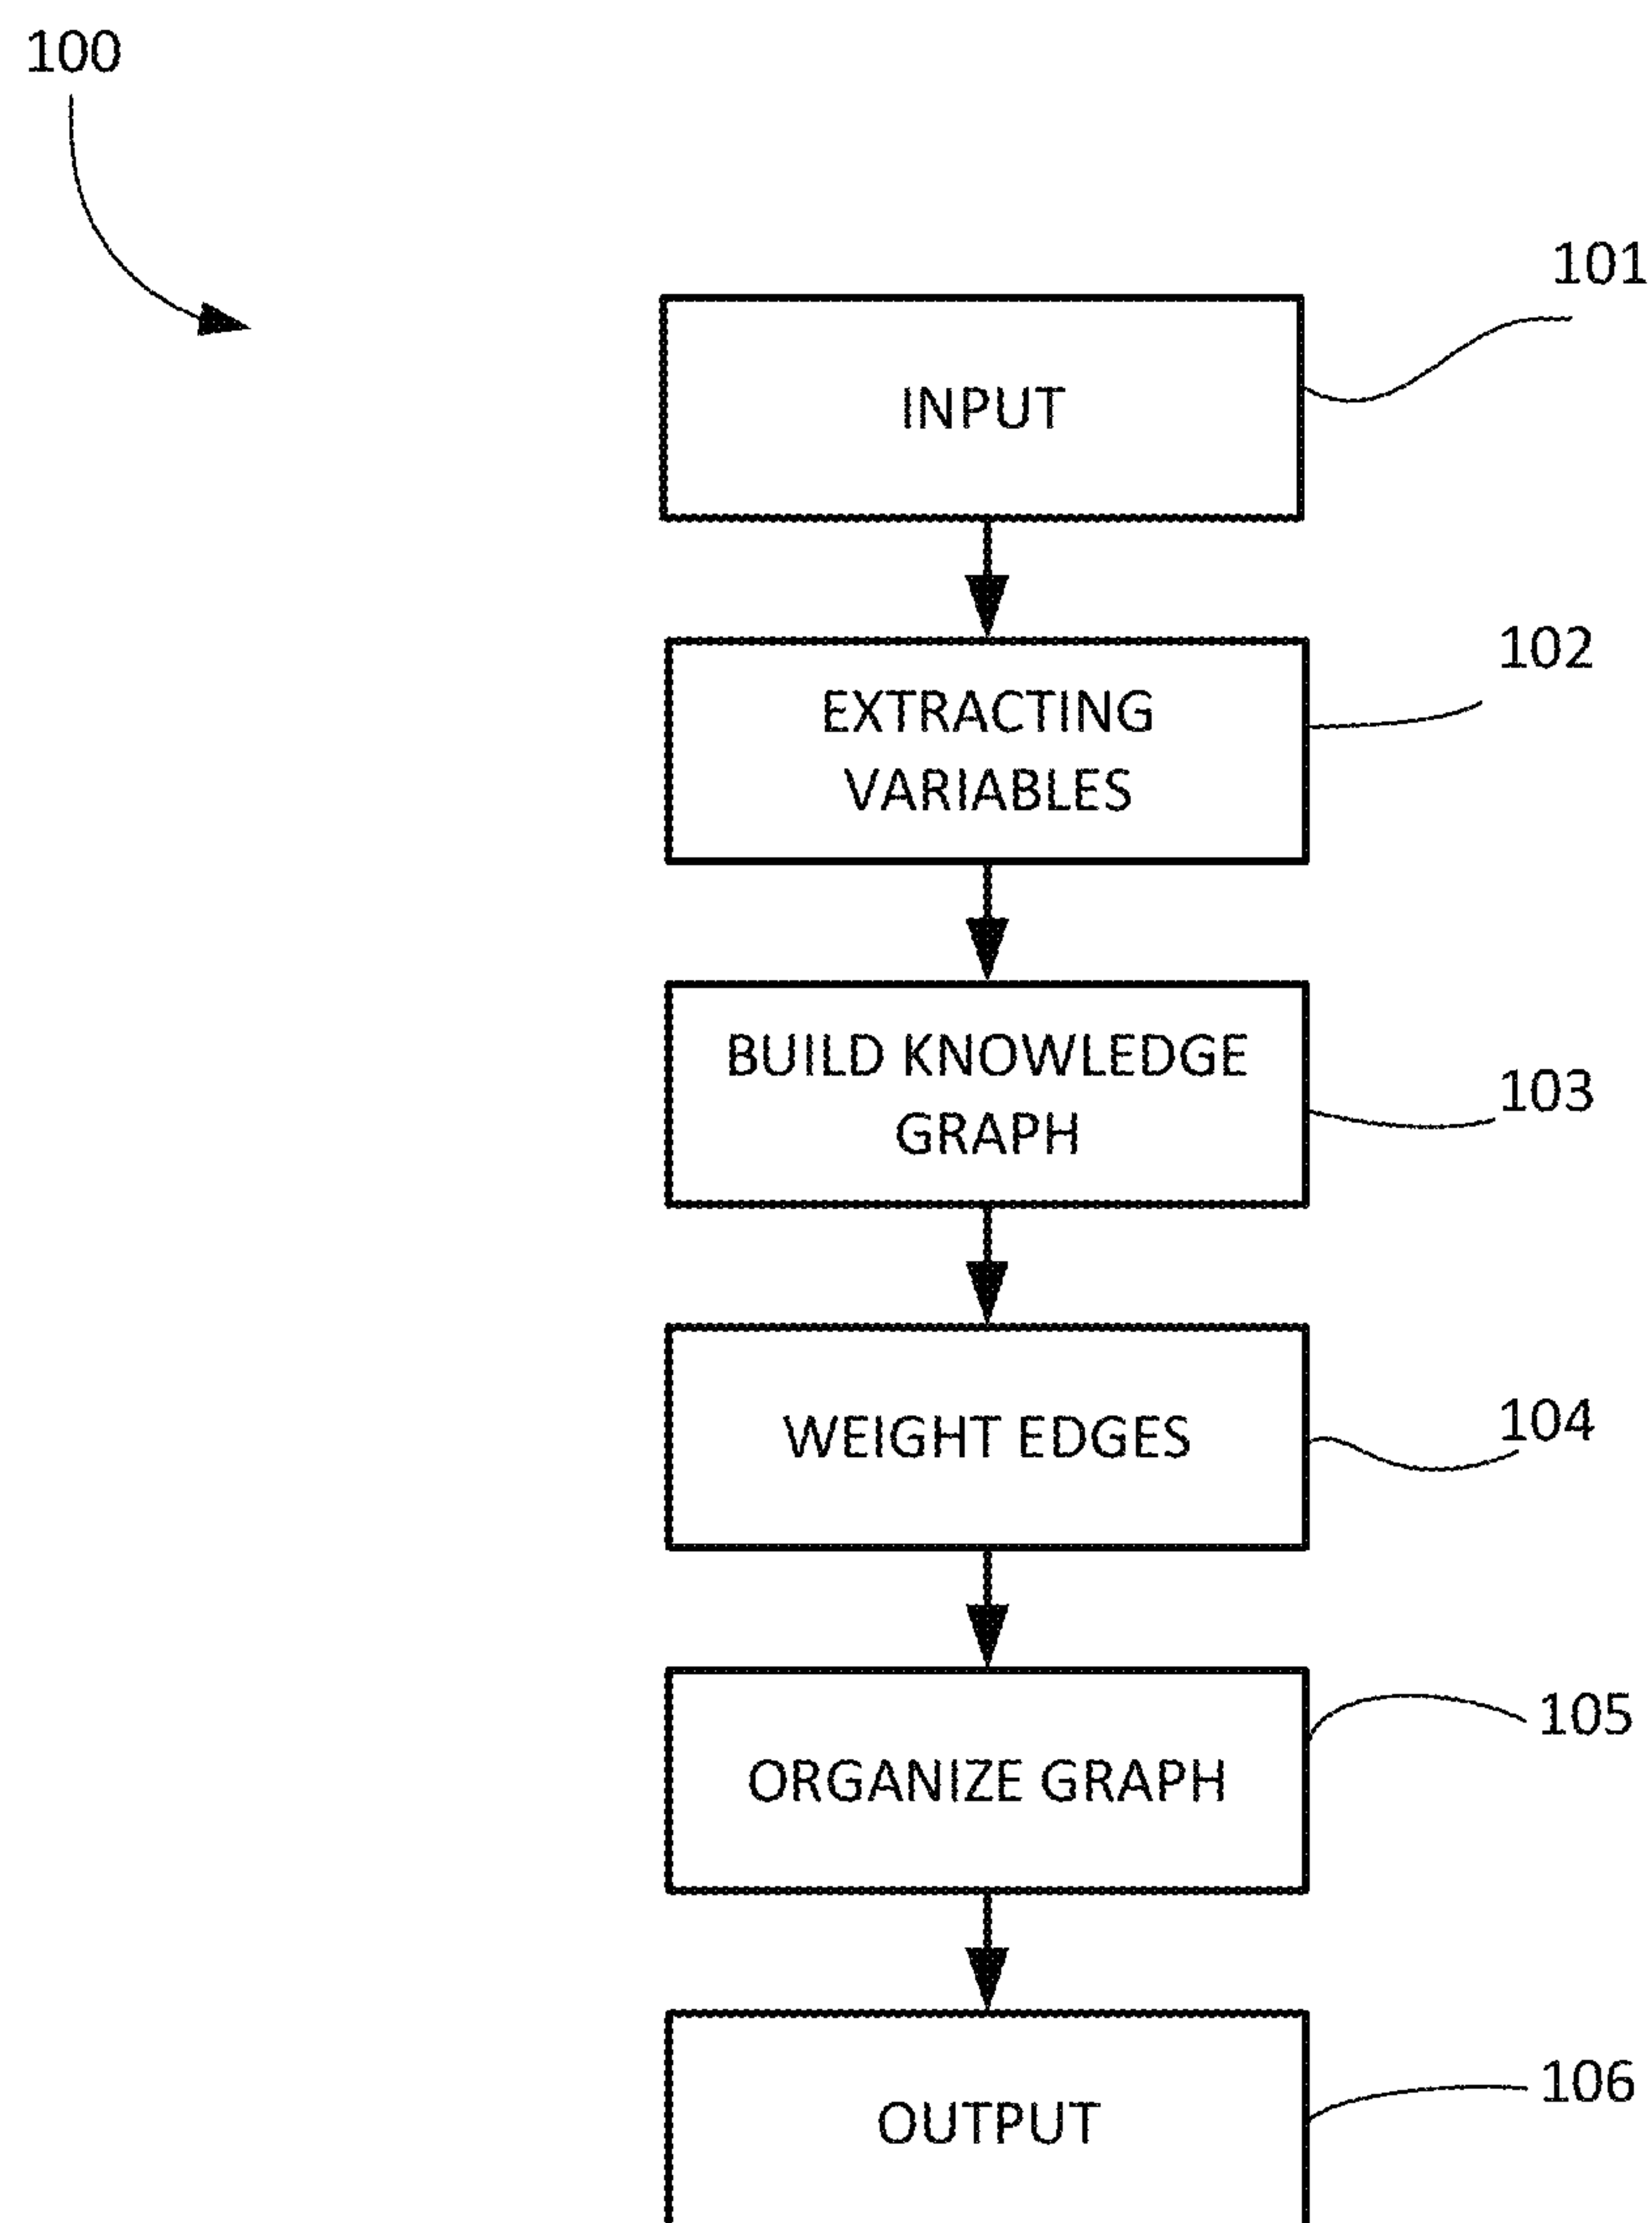 100
101
INPUT
102
EXTRACTING
VARIABLES
BUILD KNOWLEDGE
103
GRAPH
104
WEIGHT EDGES
105
ORGANIZE GRAPH
106
OUTPUT